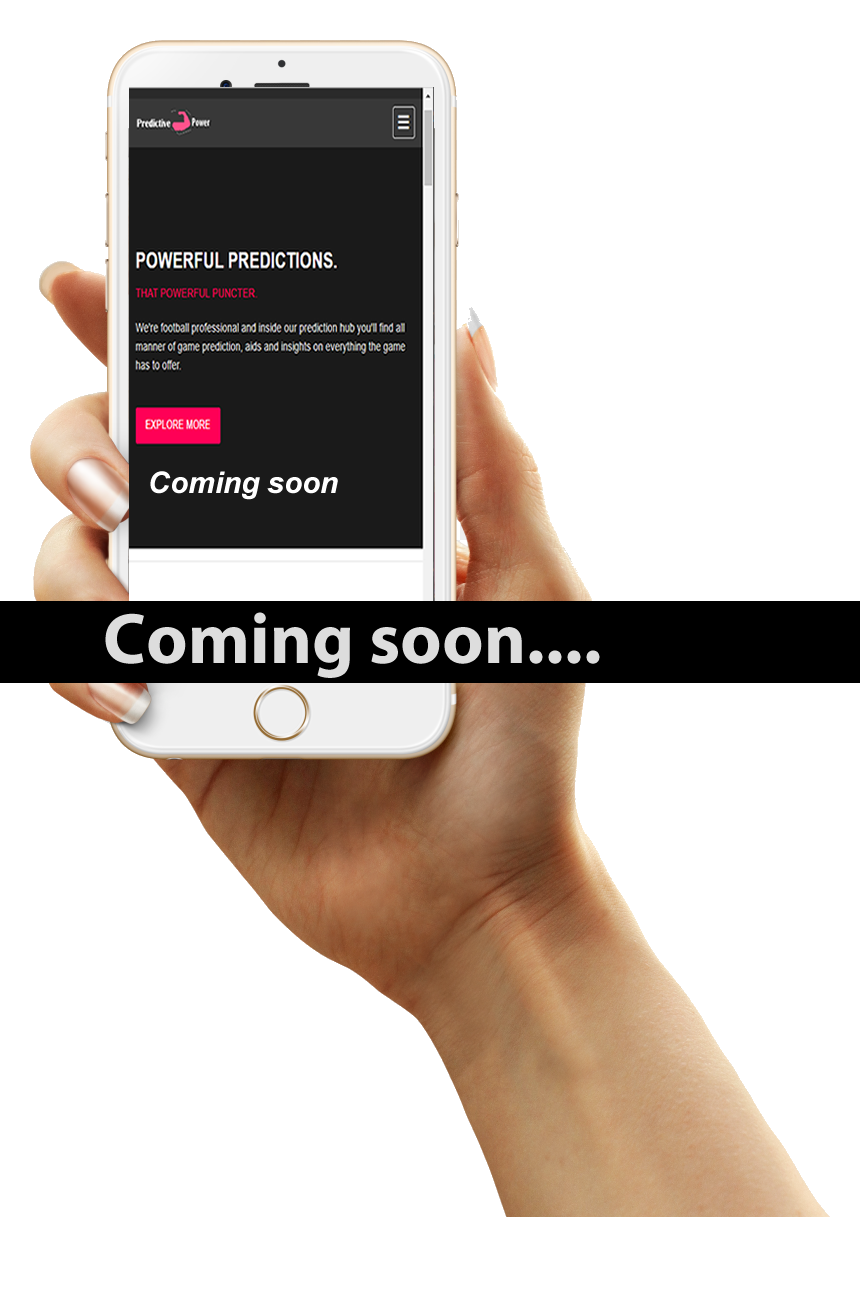 Predictive Power
POWERFUL PREDICTIONS.
THAT POWERFUL PUNCTER.
We're football professional and inside our prediction hub you'll find all
manner of game prediction, aids and insights on everything the game
has to offer.
EXPLORE MORE
Coming soon
Coming soon....